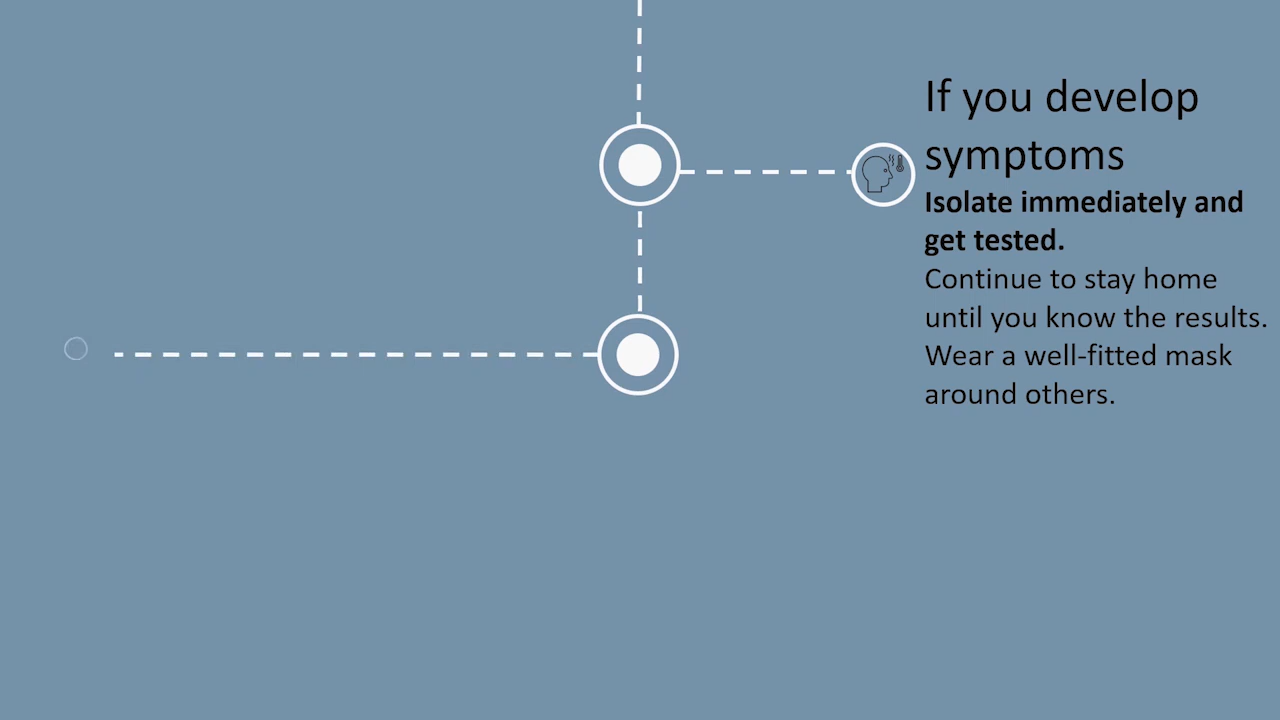 If you develop
symptoms
Isolate immediately and
get tested.
Continue to stay home
until you know the results.
Wear a well-fitted mask
around others.